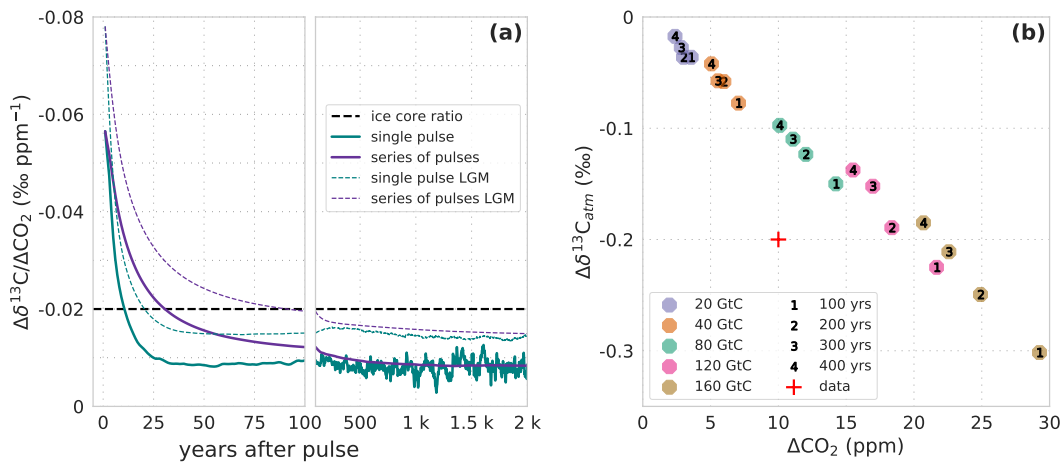 (a)
-0.08
-0.06
-0.04
-0.02
0
Δδ¹³C/ΔCO₂ (‰ ppm⁻¹)
ice core ratio
single pulse
series of pulses
single pulse LGM
series of pulses LGM
0 25 50 75 100 0 500 1 k 1.5 k 2 k
years after pulse
(b)
0
-0.1
-0.2
-0.3
Δδ¹³C_atm (‰)
4
3
2 1
4
3 2
1
4
3
2
1
4
3
2
1
4
3
2
1
20 GtC 1 100 yrs
40 GtC 2 200 yrs
80 GtC 3 300 yrs
120 GtC 4 400 yrs
160 GtC data
0 5 10 15 20 25 30
ΔCO₂ (ppm)